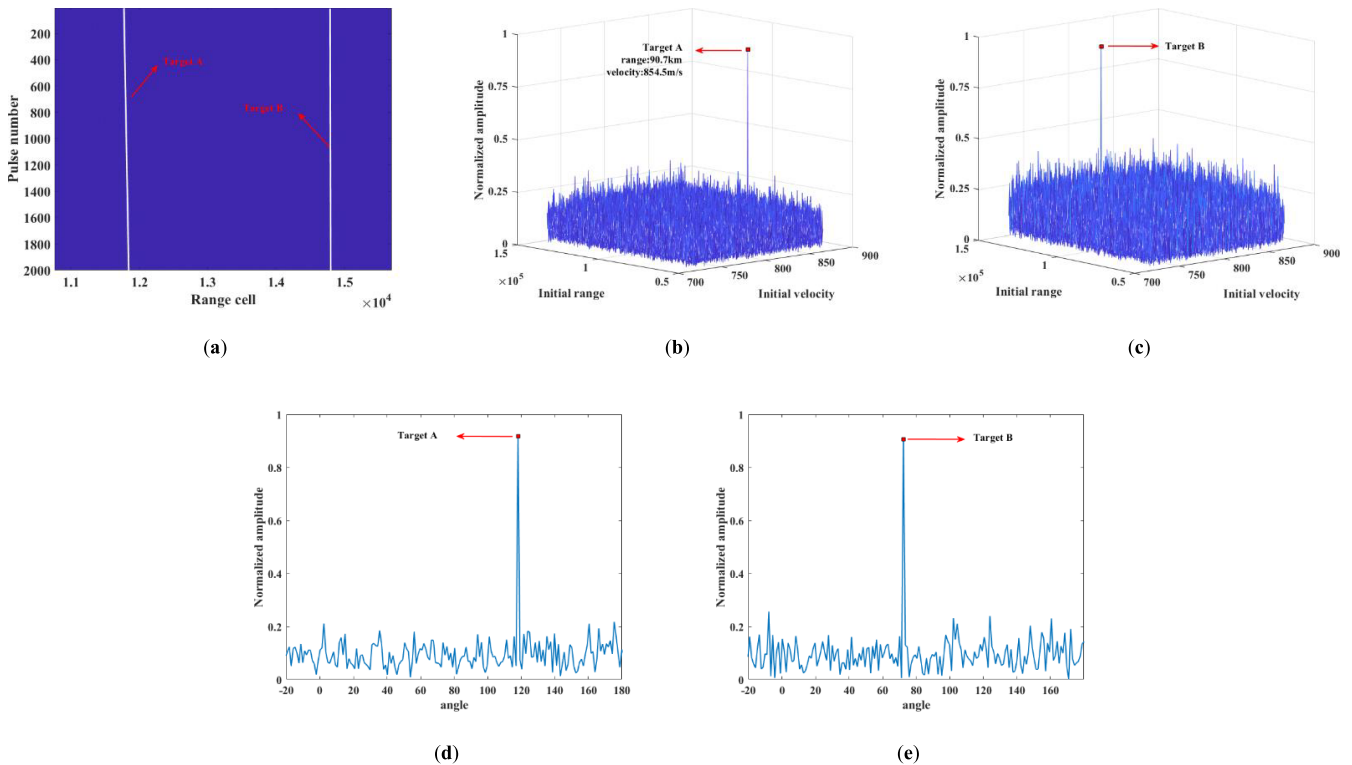 200
400
600
800
1000
1200
1400
1600
1800
2000
Pulse number
Target A
Target B
1.1 1.2 1.3 1.4 1.5
Range cell
×10⁴
(a)
1
0.75
0.5
0.25
0
Normalized amplitude
Target A
range:90.7km
velocity:854.5m/s
1.5
×10⁵
1
0.5
Initial range
700
750
800
850
900
Initial velocity
(b)
1
0.75
0.5
0.25
0
Normalized amplitude
Target B
1.5
×10⁵
1
0.5
Initial range
700
750
800
850
900
Initial velocity
(c)
1
0.8
0.6
0.4
0.2
0
Normalized amplitude
Target A
-20 0 20 40 60 80 100 120 140 160 180
angle
(d)
1
0.8
0.6
0.4
0.2
0
Normalized amplitude
Target B
-20 0 20 40 60 80 100 120 140 160
angle
(e)